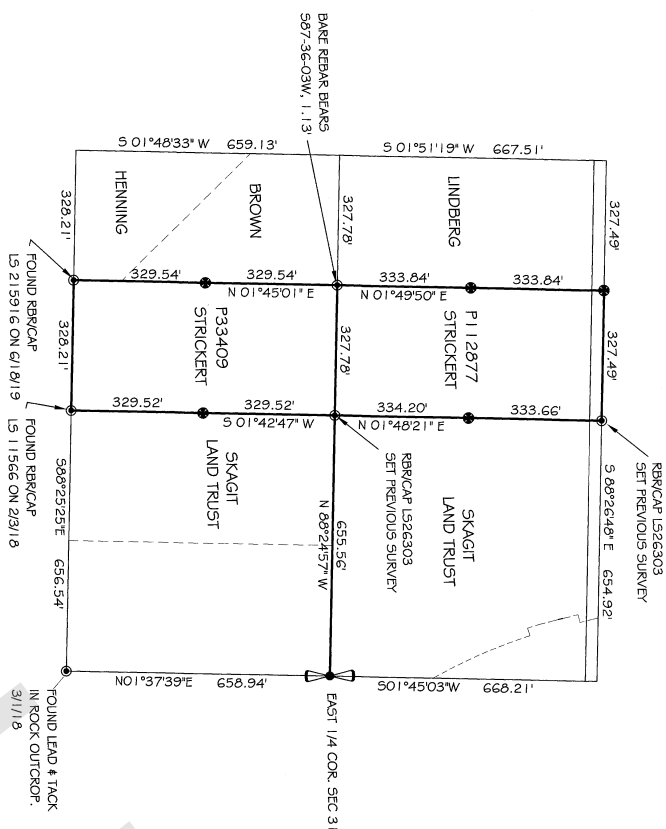 BARE REBAR BEARS
S87-36-03W, 1.13'
S 01°48'33" W 659.13'
S 01°51'19" W 667.51'
HENNING
BROWN
LINDBERG
328.21'
327.78'
327.49'
329.54'
329.54'
N 01°45'01" E
333.84'
333.84'
N 01°49'50" E
P33409
STRICKERT
P112877
STRICKERT
328.21'
327.78'
327.49'
FOUND RBR/CAP
LS 215916 ON 6/18/19
329.52'
329.52'
S 01°42'47" W
334.20'
333.66'
N 01°48'21" E
RBR/CAP LS26303
SET PREVIOUS SURVEY
RBR/CAP LS26303
SET PREVIOUS SURVEY
FOUND RBR/CAP
LS 11566 ON 2/3/18
SKAGIT
LAND TRUST
SKAGIT
LAND TRUST
S88°25'25"E 656.54'
655.56'
N 88°24'57" W
S 88°26'48" E 654.92'
N01°37'39"E 658.94'
S01°45'03"W 668.21'
FOUND LEAD & TACK
IN ROCK OUTCROP.
3/1/18
EAST 1/4 COR. SEC 31